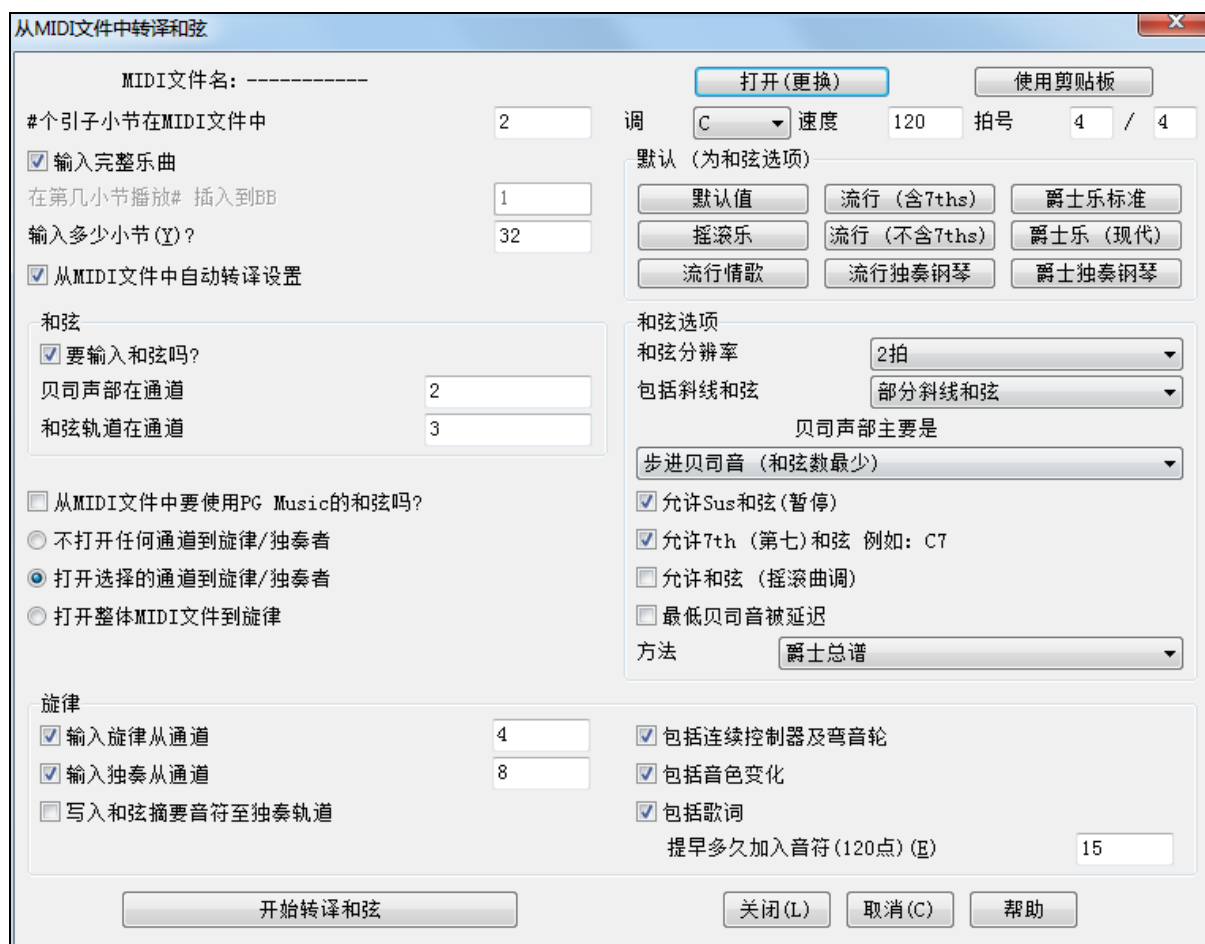 从MIDI文件中转译和弦
MIDI文件名: -----------
打开(更换)
使用剪贴板
#个引子小节在MIDI文件中
2
调
C
速度
120
拍号
4 / 4
输入完整乐曲
在第几小节播放# 插入到BB
1
输入多少小节(Y)?
32
从MIDI文件中自动转译设置
默认 (为和弦选项)
默认值
流行 (含7ths)
爵士乐标准
摇滚乐
流行 (不含7ths)
爵士乐 (现代)
流行情歌
流行独奏钢琴
爵士独奏钢琴
和弦
要输入和弦吗?
贝司声部在通道
2
和弦轨道在通道
3
和弦选项
和弦分辨率
2拍
包括斜线和弦
部分斜线和弦
贝司声部主要是
步进贝司音 (和弦数最少)
从MIDI文件中要使用PG Music的和弦吗?
不打开任何通道到旋律/独奏者
打开选择的通道到旋律/独奏者
打开整体MIDI文件到旋律
允许Sus和弦(暂停)
允许7th (第七)和弦 例如: C7
允许和弦 (摇滚曲调)
最低贝司音被延迟
方法
爵士总谱
旋律
输入旋律从通道
4
输入独奏从通道
8
写入和弦摘要音符至独奏轨道
包括连续控制器及弯音轮
包括音色变化
包括歌词
提早多久加入音符(120点)(E)
15
开始转译和弦
关闭(L)
取消(C)
帮助